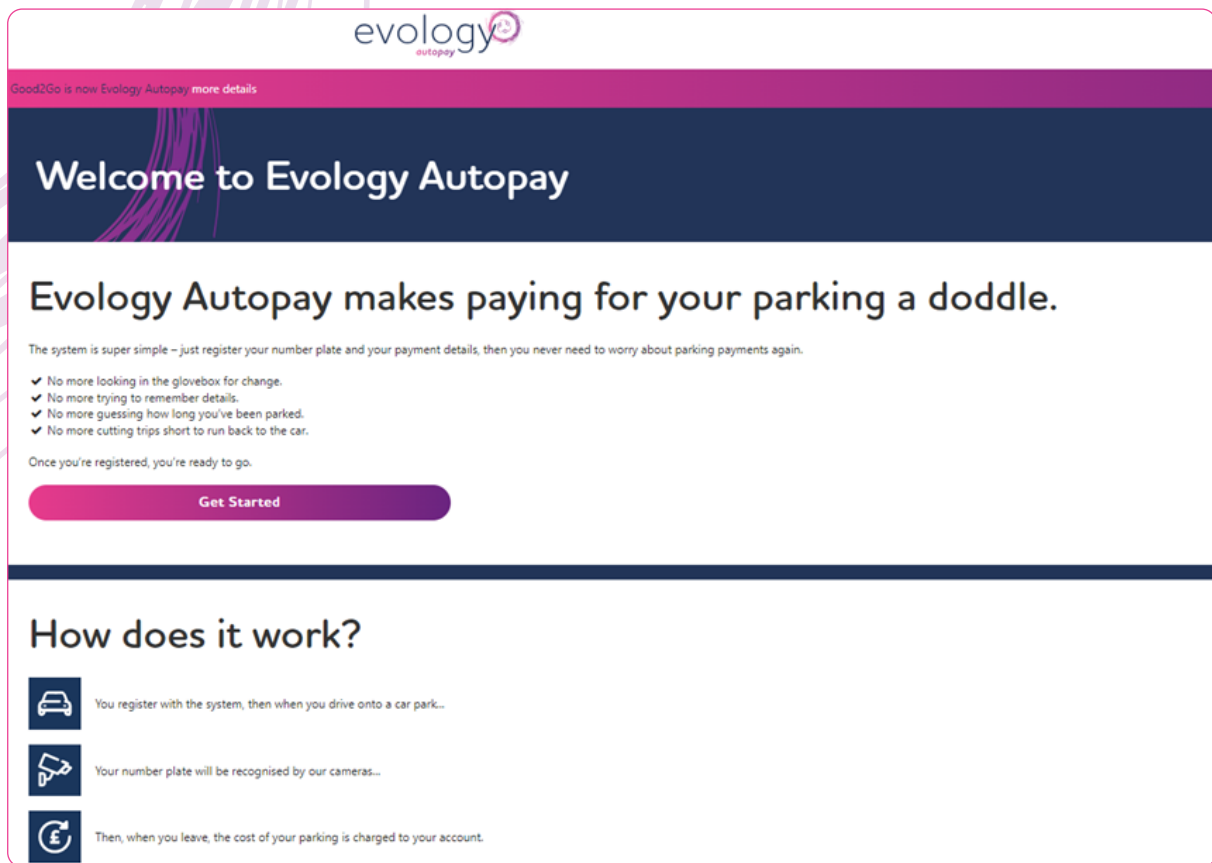 evology
autopay
Good2Go is now Evology Autopay more details
Welcome to Evology Autopay
Evology Autopay makes paying for your parking a doddle.
The system is super simple – just register your number plate and your payment details, then you never need to worry about parking payments again.
No more looking in the glovebox for change.
No more trying to remember details.
No more guessing how long you've been parked.
No more cutting trips short to run back to the car.
Once you're registered, you're ready to go.
Get Started
How does it work?
You register with the system, then when you drive onto a car park...
Your number plate will be recognised by our cameras...
£
Then, when you leave, the cost of your parking is charged to your account.